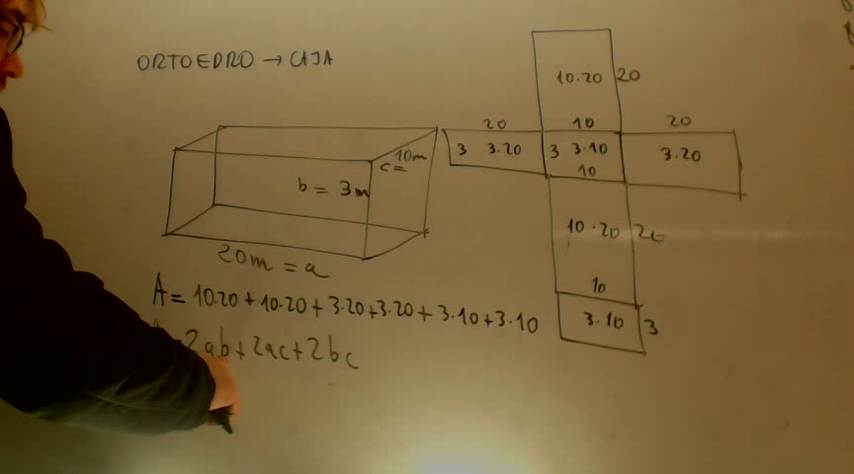 ORTOEDRO → CAJA
10·20 20
20 10 20
3 3·20 3 3·10 3·20
10
10m
c=
b = 3m
10·20 20
20m = a
10
3·10 3
A = 10·20 + 10·20 + 3·20 + 3·20 + 3·10 + 3·10
2ab + 2ac + 2bc